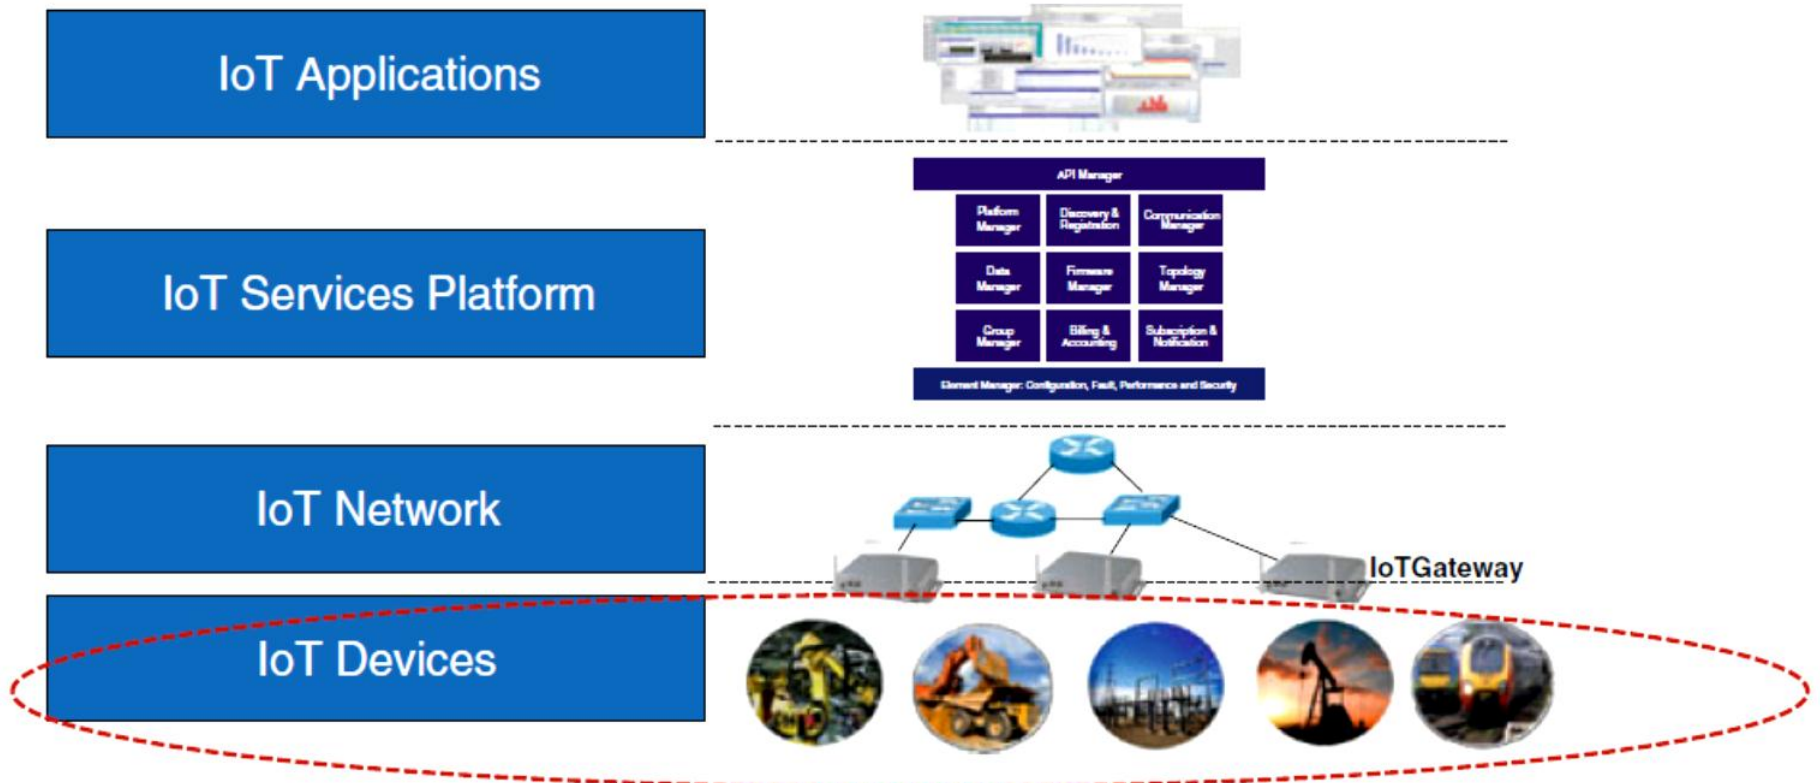 IoT Applications
API Manager
Platform
Manager
Discovery &
Registration
Communication
Manager
IoT Services Platform
Data
Manager
Firmware
Manager
Topology
Manager
Group
Manager
Billing &
Accounting
Subscription &
Notification
Element Manager: Configuration, Fault, Performance and Security
IoT Network
IoTGateway
IoT Devices